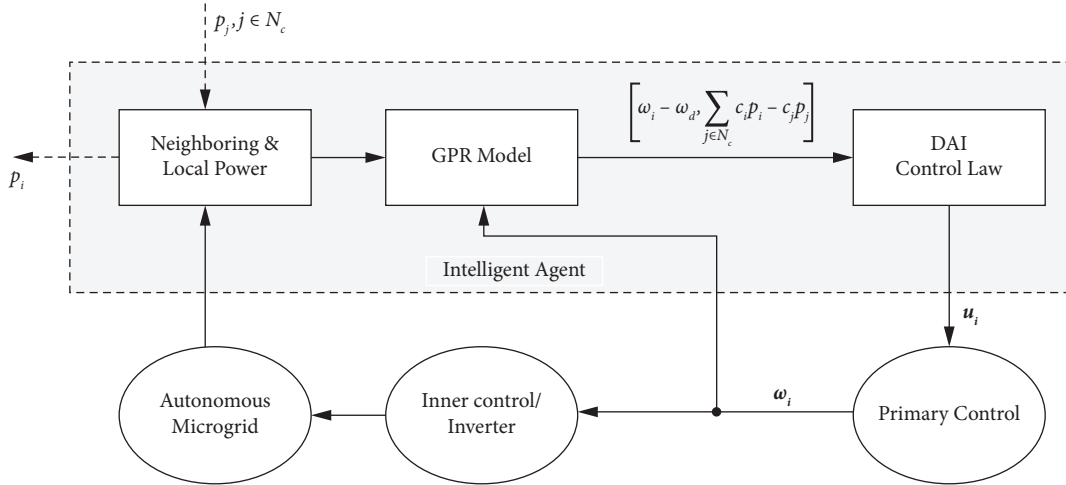 p_j, j ∈ N_c
[ω_i − ω_d, ∑_{j∈N_c} c_i p_i − c_j p_j]
Neighboring &
Local Power
GPR Model
DAI
Control Law
p_i
Intelligent Agent
u_i
Autonomous
Microgrid
Inner control/
Inverter
ω_i
Primary Control